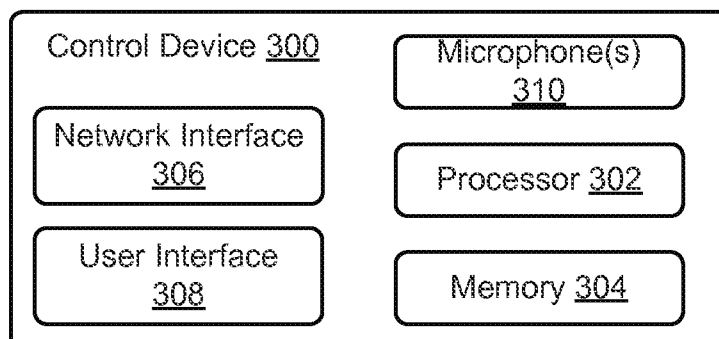 Control Device 300
Microphone(s)
310
Network Interface
306
Processor 302
User Interface
308
Memory 304